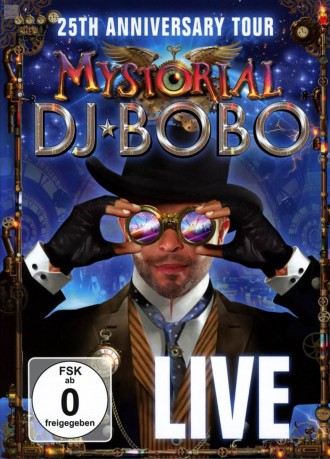 25TH ANNIVERSARY TOUR
MYSTORIAL
DJ★BOBO
LIVE
FSK
ab
0
freigegeben